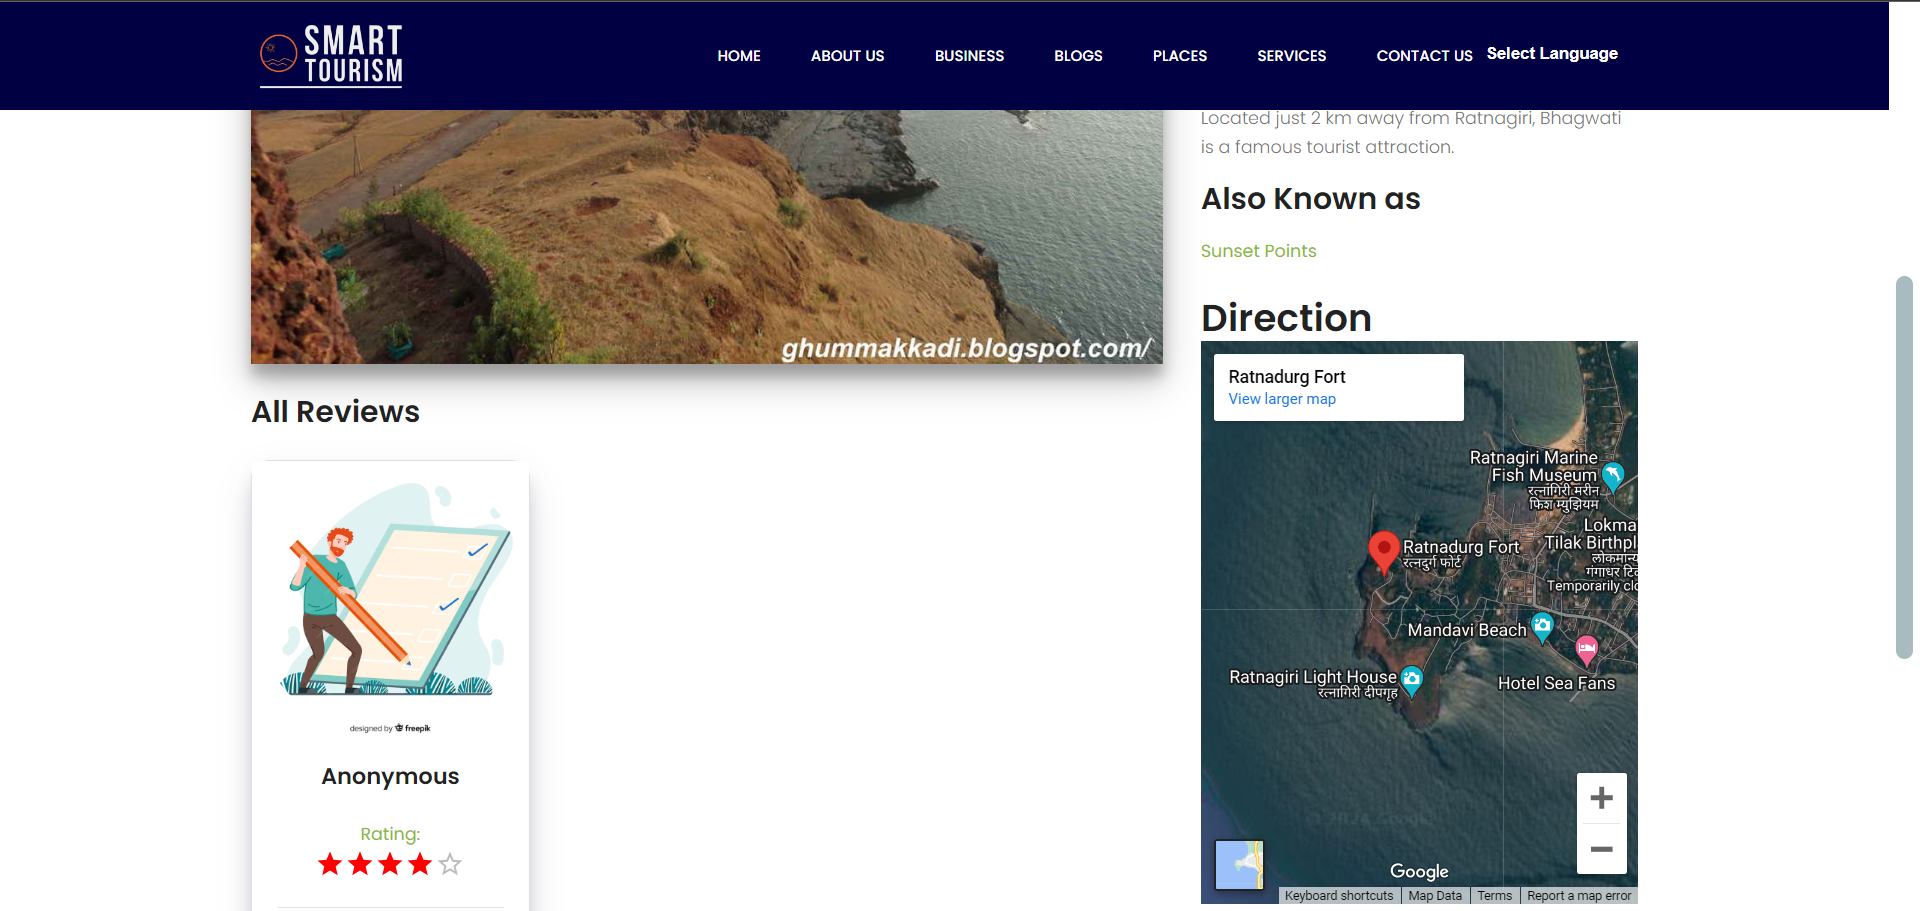 SMART
TOURISM
HOME
ABOUT US
BUSINESS
BLOGS
PLACES
SERVICES
CONTACT US
Select Language
ghummakkadi.blogspot.com/
All Reviews
designed by freepik
Anonymous
Rating:
Located just 2 km away from Ratnagiri, Bhagwati
is a famous tourist attraction.
Also Known as
Sunset Points
Direction
Ratnadurg Fort
View larger map
Ratnagiri Marine
Fish Museum
रत्नागिरी मरीन
फिश म्युझियम
Lokma
Tilak Birthpl
लोकमान्य
गंगाधर टि
Temporarily clo
Ratnadurg Fort
रत्नदुर्ग फोर्ट
Mandavi Beach
Ratnagiri Light House
रत्नागिरी दीपगृह
Hotel Sea Fans
Google
Keyboard shortcuts
Map Data
Terms
Report a map error